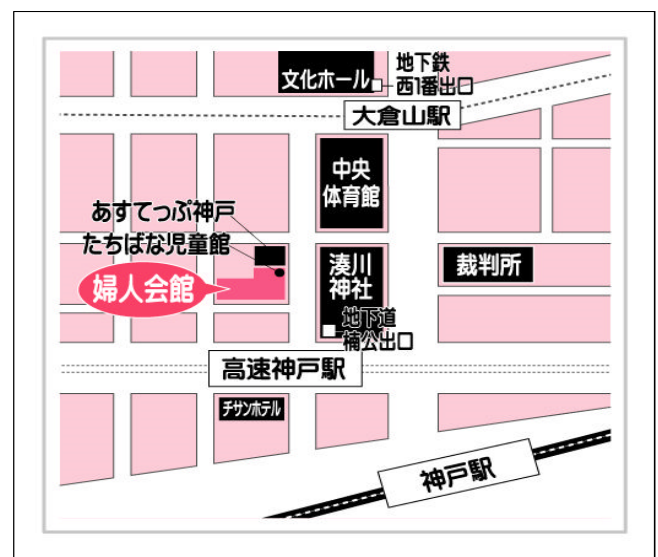 文化ホール
地下鉄
西1番出口
大倉山駅
中央
体育館
あすてっぷ神戸
たちばな児童館
婦人会館
湊川
神社
裁判所
地下道
楠公出口
高速神戸駅
チサンホテル
神戸駅